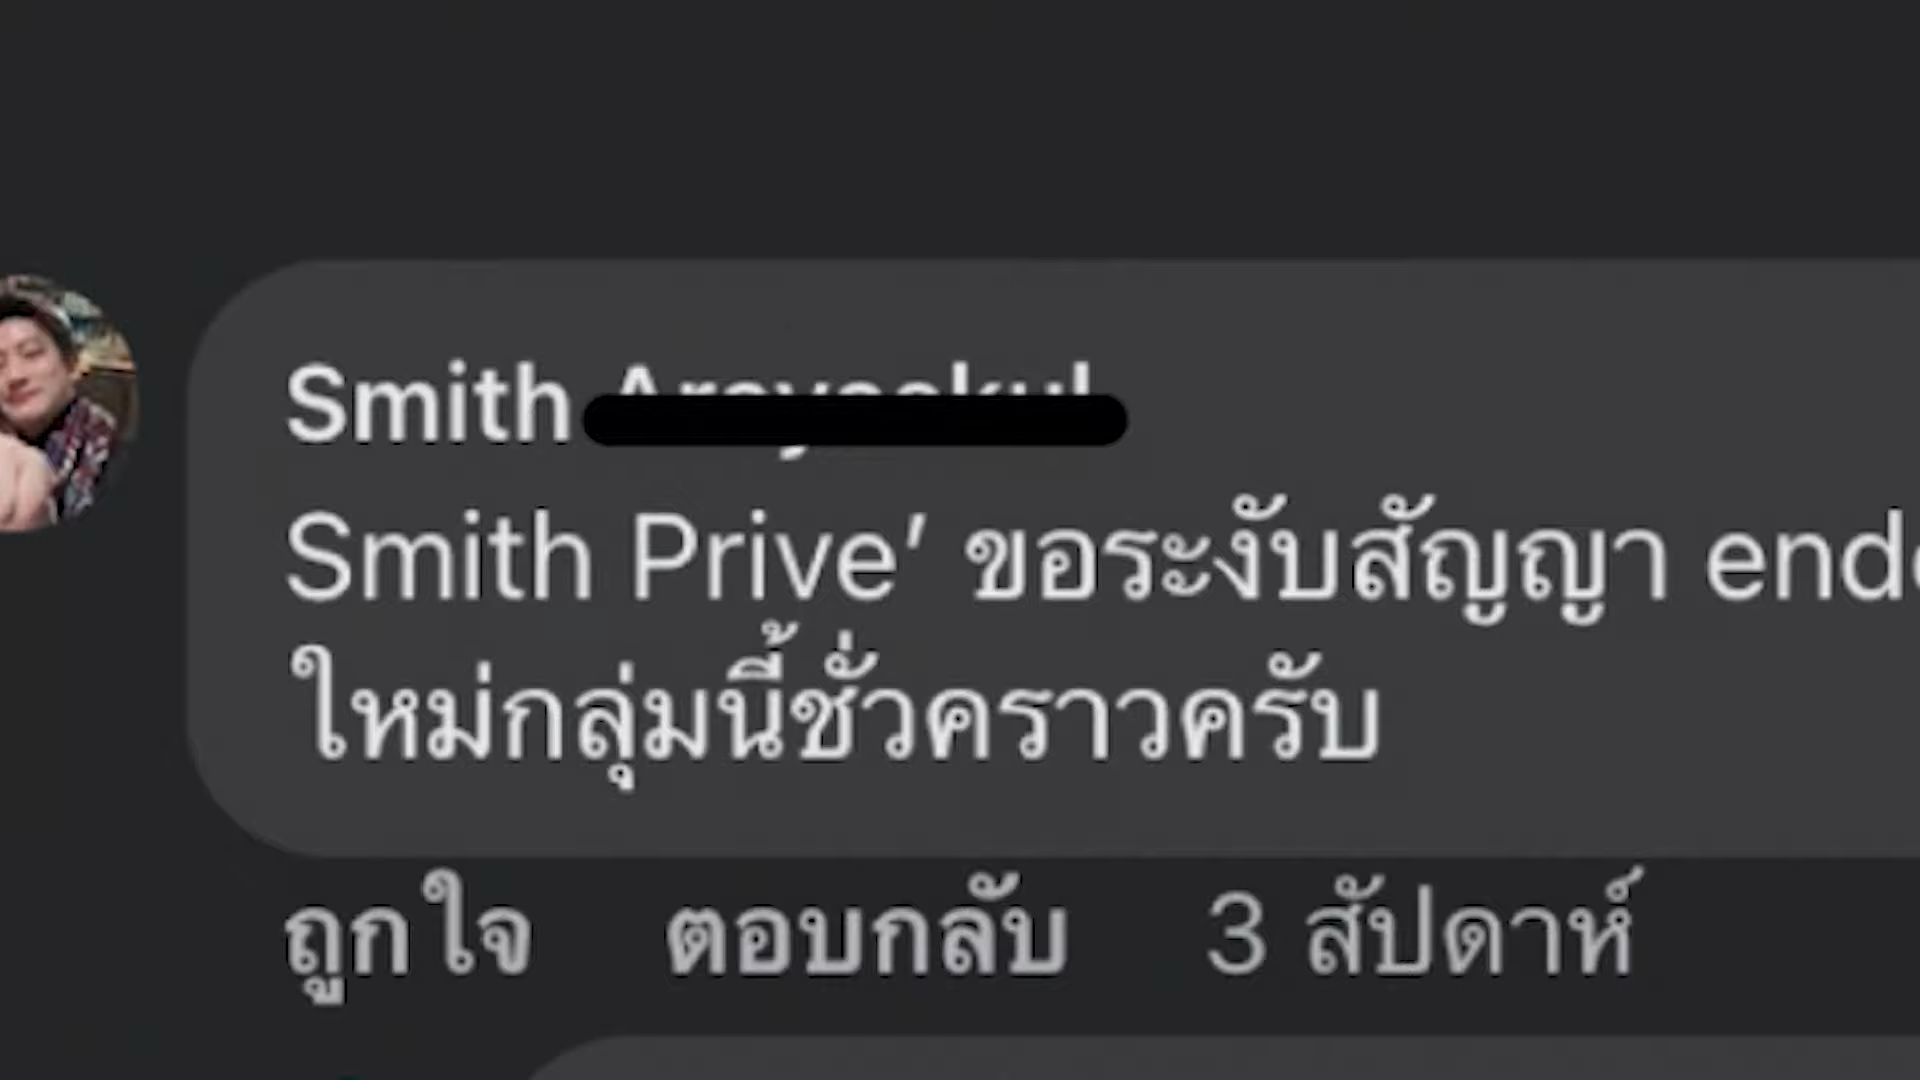 Smith
Smith Prive' ขอระงับสัญญา
ใหม่กลุ่มนี้ชั่วคราวครับ
ถูกใจ ตอบกลับ 3 สัปดาห์